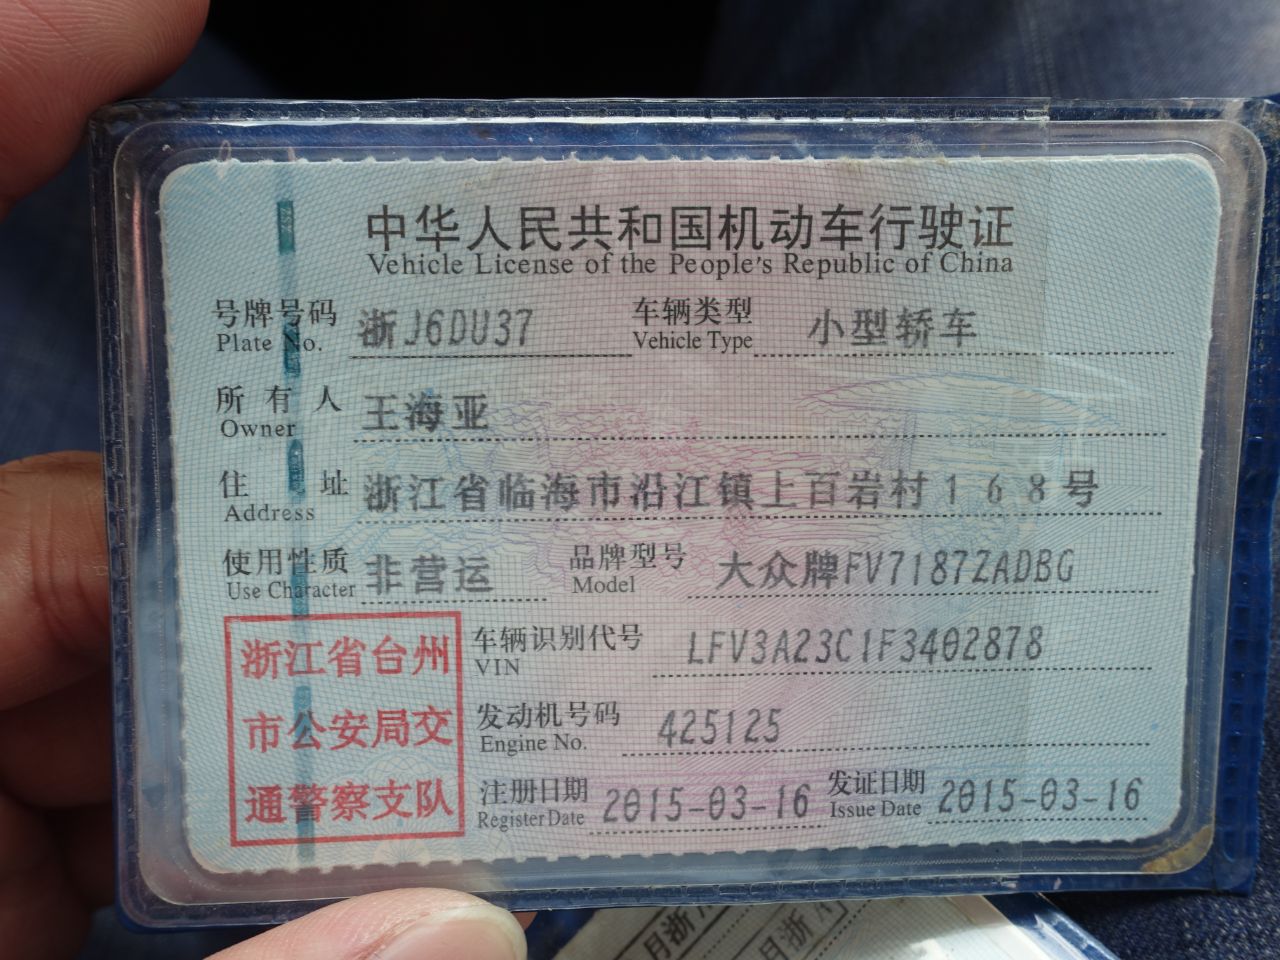 中华人民共和国机动车行驶证
Vehicle License of the People's Republic of China
号牌号码 浙J6DU37 车辆类型 小型轿车
Plate No. Vehicle Type
所有人 王海亚
Owner
住址 浙江省临海市沿江镇上百岩村168号
Address
使用性质 非营运 品牌型号 大众牌FV7187ZADBG
Use Character Model
浙江省台州
市公安局交
通警察支队
车辆识别代号 LFV3A23C1F3402878
VIN
发动机号码 425125
Engine No.
注册日期 2015-03-16 发证日期 2015-03-16
Register Date Issue Date
月浙
月浙A